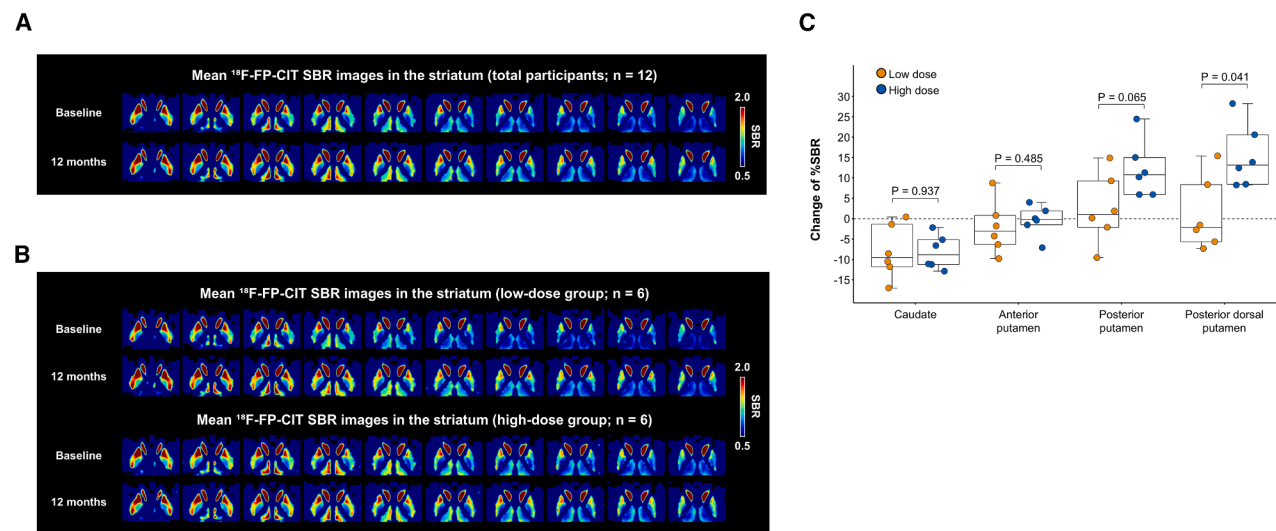 A
Mean ¹⁸F-FP-CIT SBR images in the striatum (total participants; n = 12)
Baseline
12 months
2.0
SBR
0.5
B
Mean ¹⁸F-FP-CIT SBR images in the striatum (low-dose group; n = 6)
Baseline
12 months
Mean ¹⁸F-FP-CIT SBR images in the striatum (high-dose group; n = 6)
Baseline
12 months
2.0
SBR
0.5
C
Low dose
High dose
P = 0.937
P = 0.485
P = 0.065
P = 0.041
Change of %SBR
30
25
20
15
10
5
0
-5
-10
-15
Caudate
Anterior
putamen
Posterior
putamen
Posterior dorsal
putamen